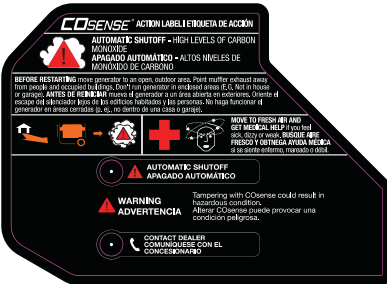 COSENSE® ACTION LABEL I ETIQUETA DE ACCIÓN
AUTOMATIC SHUTOFF - HIGH LEVELS OF CARBON
MONOXIDE
APAGADO AUTOMÁTICO - ALTOS NIVELES DE
MONÓXIDO DE CARBONO
BEFORE RESTARTING move generator to an open, outdoor area. Point muffler exhaust away
from people and occupied buildings. Don't run generator in enclosed areas (E.G, Not in house
or garage). ANTES DE REINICIAR mueva el generador a un área abierta en exteriores. Oriente el
escape del silenciador lejos de los edificios habitados y las personas. No haga funcionar el
generador en áreas cerradas (p. ej., no dentro de una casa o garaje).
MOVE TO FRESH AIR AND
GET MEDICAL HELP if you feel
sick, dizzy or weak. BUSQUE AIRE
FRESCO Y OBTNEGA AYUDA MÉDICA
si se siente enfermo, mareado o débil.
AUTOMATIC SHUTOFF
APAGADO AUTOMÁTICO
WARNING
ADVERTENCIA
Tampering with COsense could result in
hazardous condition.
Alterar COsense puede provocar una
condición peligrosa.
CONTACT DEALER
COMUNÍQUESE CON EL
CONCESIONARIO